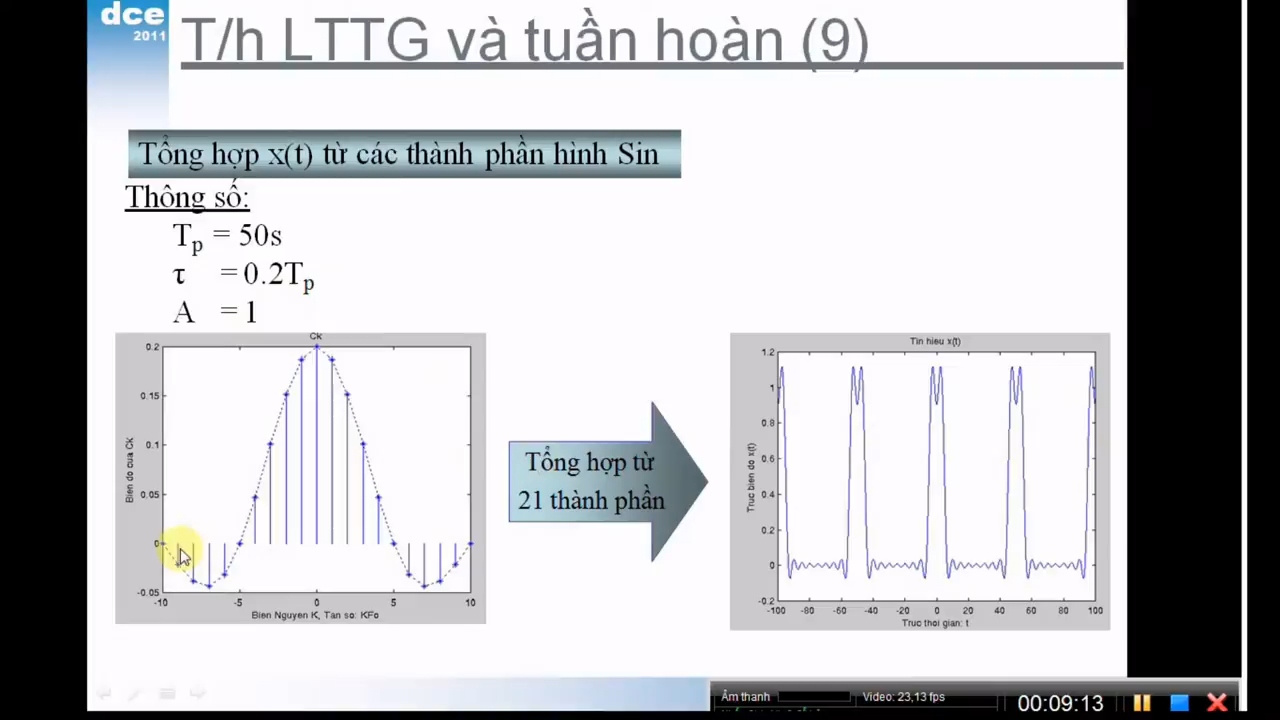 dce
2011
T/h LTTG và tuần hoàn (9)
Tổng hợp x(t) từ các thành phần hình Sin
Thông số:
Tp = 50s
τ = 0.2Tp
A = 1
Ck
0.2
0.15
0.1
0.05
0
-0.05
-10 -5 0 5 10
Bien do cua Ck
Bien Nguyen K, Tan so: KFo
Tổng hợp từ
21 thành phần
Tin hieu x(t)
1.2
1
0.8
0.6
0.4
0.2
0
-0.2
-100 -80 -60 -40 -20 0 20 40 60 80 100
Truc bien do x(t)
Truc thoi gian: t
Âm thanh
Video: 23,13 fps
00:09:13